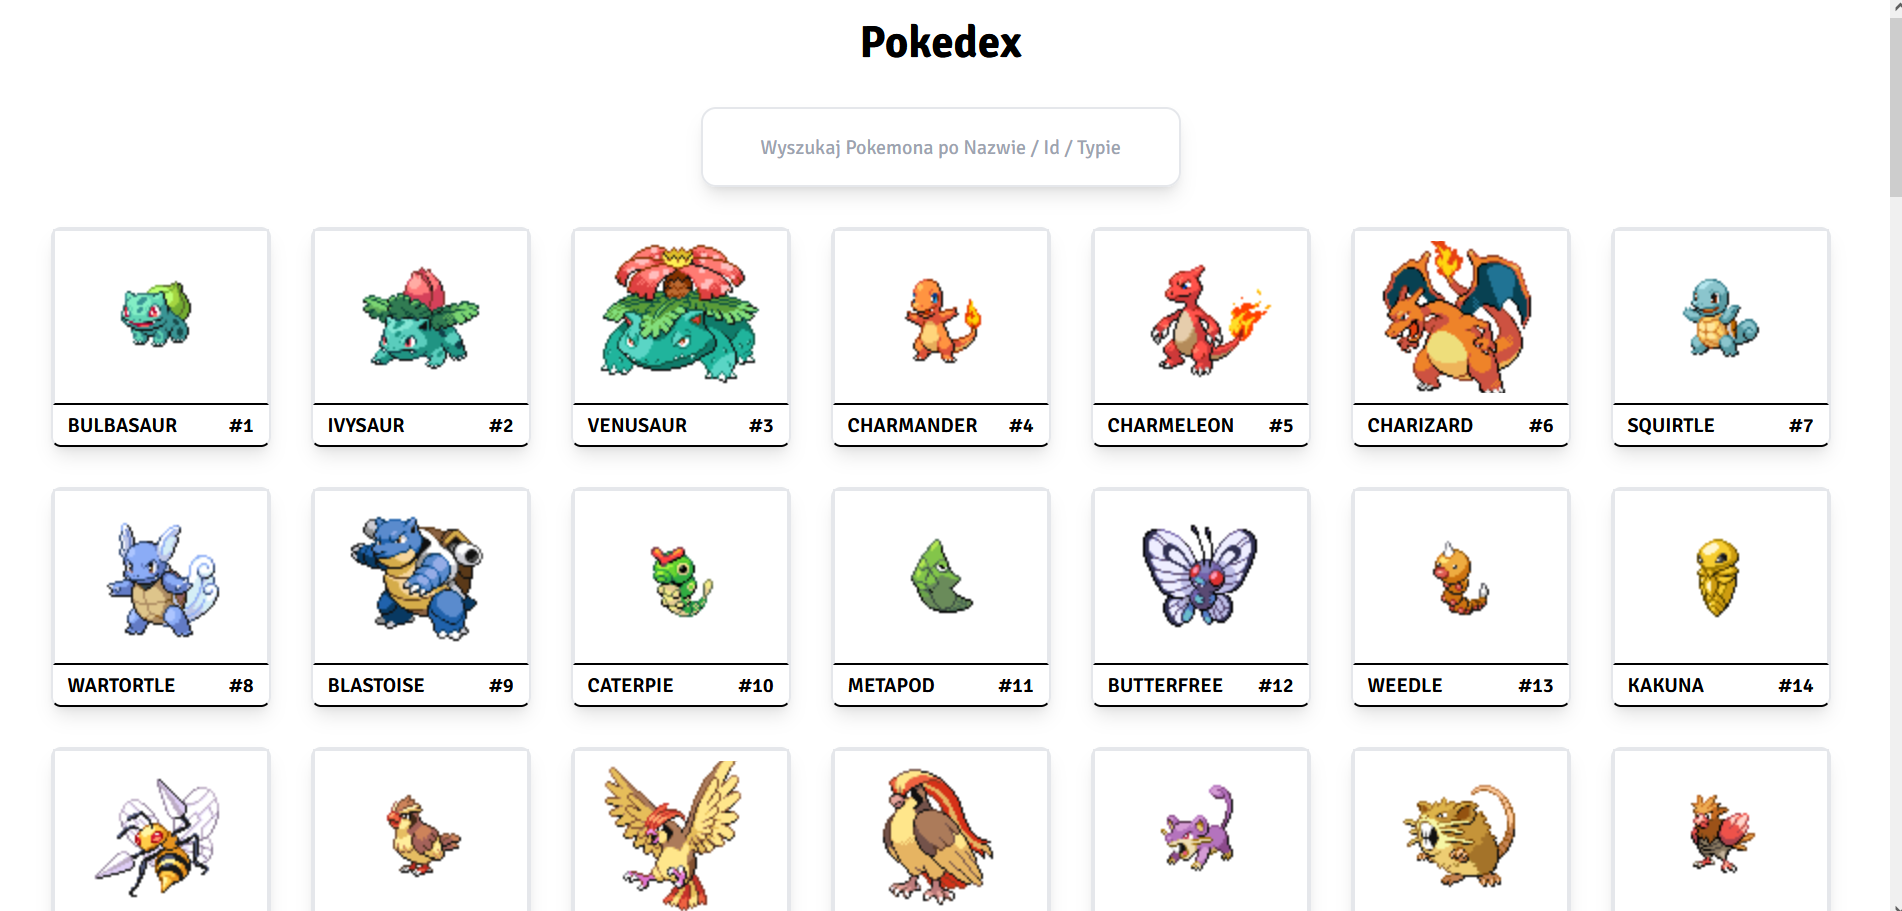 Pokedex
Wyszukaj Pokemona po Nazwie / Id / Typie
BULBASAUR #1
IVYSAUR #2
VENUSAUR #3
CHARMANDER #4
CHARMELEON #5
CHARIZARD #6
SQUIRTLE #7
WARTORTLE #8
BLASTOISE #9
CATERPIE #10
METAPOD #11
BUTTERFREE #12
WEEDLE #13
KAKUNA #14